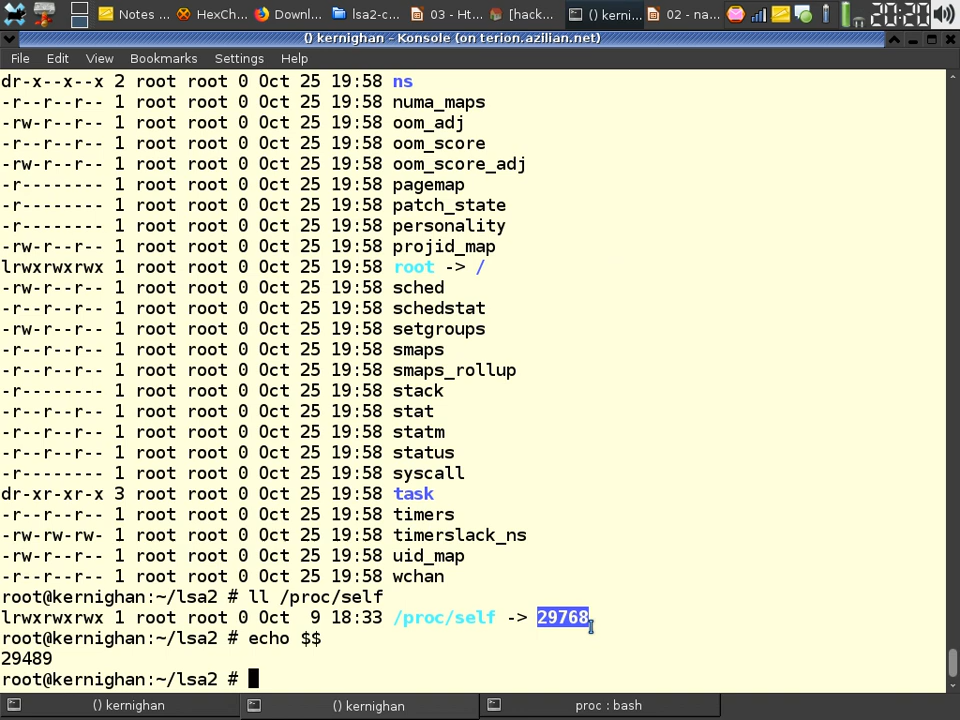 Notes ...
HexCh...
Downl...
lsa2-c...
03 - Ht...
[hack...
() kerni...
02 - na...
20:20
() kernighan - Konsole (on terion.azilian.net)
File Edit View Bookmarks Settings Help
dr-x--x--x 2 root root 0 Oct 25 19:58 ns
-r--r--r-- 1 root root 0 Oct 25 19:58 numa_maps
-rw-r--r-- 1 root root 0 Oct 25 19:58 oom_adj
-r--r--r-- 1 root root 0 Oct 25 19:58 oom_score
-rw-r--r-- 1 root root 0 Oct 25 19:58 oom_score_adj
-r-------- 1 root root 0 Oct 25 19:58 pagemap
-r-------- 1 root root 0 Oct 25 19:58 patch_state
-r-------- 1 root root 0 Oct 25 19:58 personality
-rw-r--r-- 1 root root 0 Oct 25 19:58 projid_map
lrwxrwxrwx 1 root root 0 Oct 25 19:58 root -> /
-rw-r--r-- 1 root root 0 Oct 25 19:58 sched
-r--r--r-- 1 root root 0 Oct 25 19:58 schedstat
-rw-r--r-- 1 root root 0 Oct 25 19:58 setgroups
-r--r--r-- 1 root root 0 Oct 25 19:58 smaps
-r--r--r-- 1 root root 0 Oct 25 19:58 smaps_rollup
-r-------- 1 root root 0 Oct 25 19:58 stack
-r--r--r-- 1 root root 0 Oct 25 19:58 stat
-r--r--r-- 1 root root 0 Oct 25 19:58 statm
-r--r--r-- 1 root root 0 Oct 25 19:58 status
-r-------- 1 root root 0 Oct 25 19:58 syscall
dr-xr-xr-x 3 root root 0 Oct 25 19:58 task
-r--r--r-- 1 root root 0 Oct 25 19:58 timers
-rw-rw-rw- 1 root root 0 Oct 25 19:58 timerslack_ns
-rw-r--r-- 1 root root 0 Oct 25 19:58 uid_map
-r--r--r-- 1 root root 0 Oct 25 19:58 wchan
root@kernighan:~/lsa2 # ll /proc/self
lrwxrwxrwx 1 root root 0 Oct  9 18:33 /proc/self -> 29768
root@kernighan:~/lsa2 # echo $$
29489
root@kernighan:~/lsa2 #
() kernighan
() kernighan
proc : bash